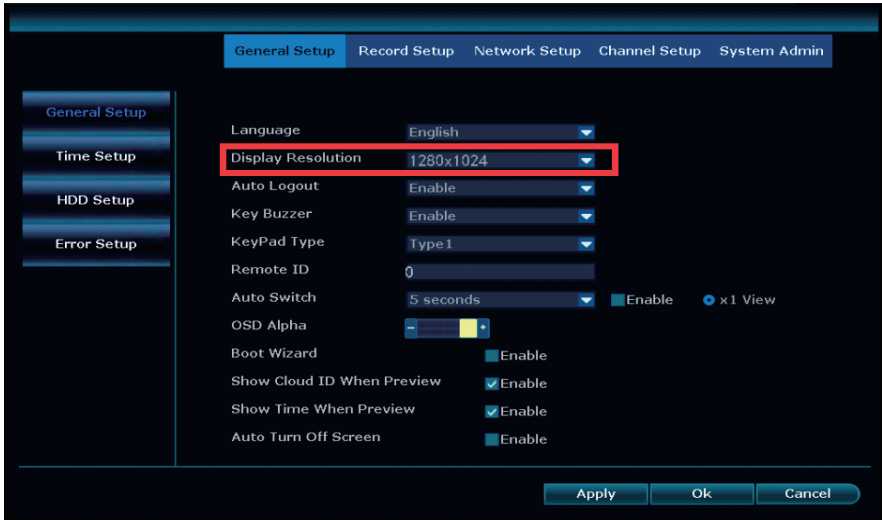 General Setup Record Setup Network Setup Channel Setup System Admin
General Setup
Time Setup
HDD Setup
Error Setup
Language English
Display Resolution 1280x1024
Auto Logout Enable
Key Buzzer Enable
KeyPad Type Type1
Remote ID 0
Auto Switch 5 seconds Enable x1 View
OSD Alpha - +
Boot Wizard Enable
Show Cloud ID When Preview Enable
Show Time When Preview Enable
Auto Turn Off Screen Enable
Apply Ok Cancel